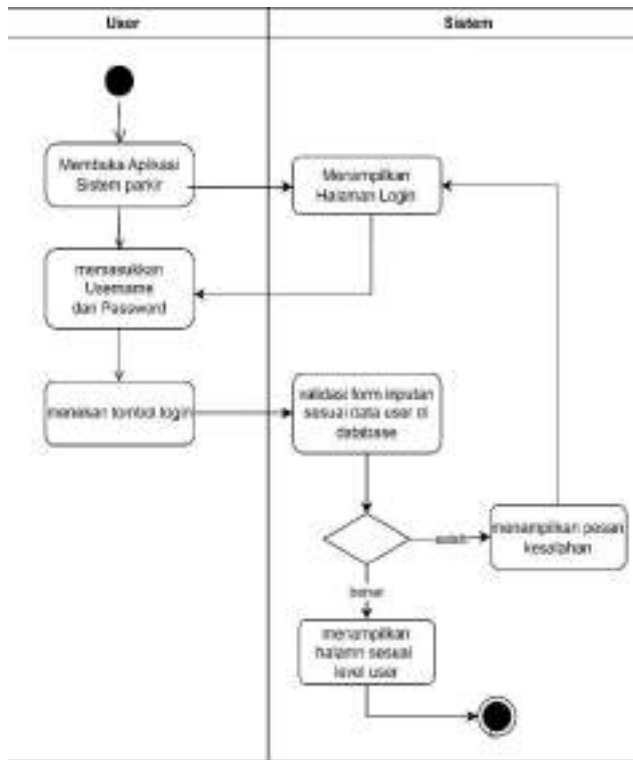 User
Sistem
Membuka Aplikasi
Sistem parkir
Menampilkan
Halaman Login
memasukkan
Username
dan Password
menekan tombol login
validasi form inputan
sesuai data user di
database
salah
menampilkan pesan
kesalahan
benar
menampilkan
halamn sesuai
level user